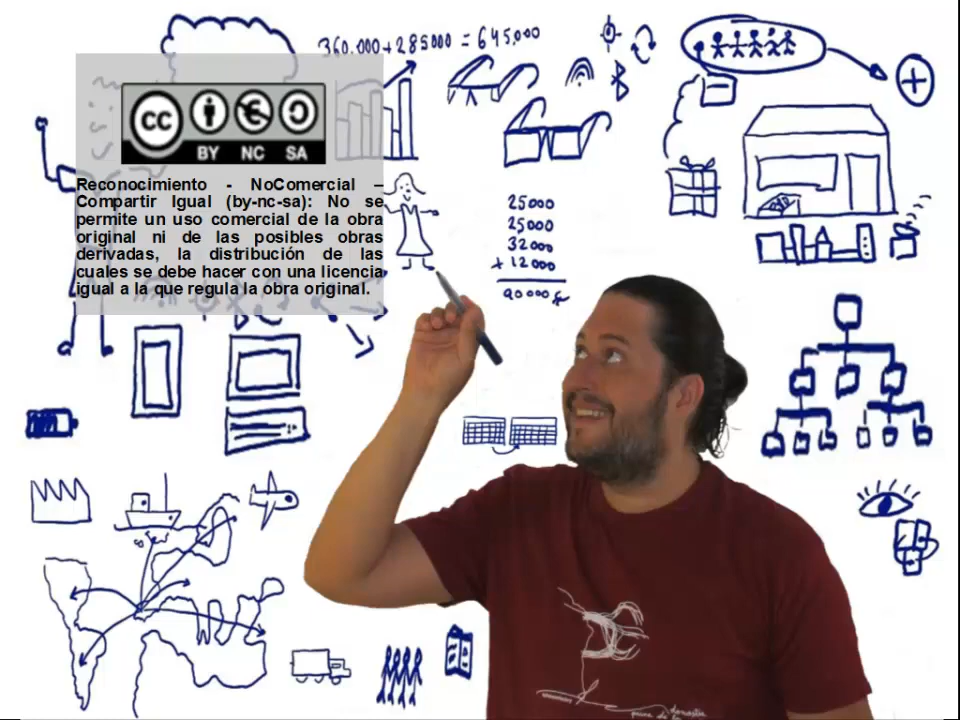 360.000+285000 = 645,000
cc
BY NC SA
Reconocimiento - NoComercial –
Compartir Igual (by-nc-sa): No se
permite un uso comercial de la obra
original ni de las posibles obras
derivadas, la distribución de las
cuales se debe hacer con una licencia
igual a la que regula la obra original.
25000
25000
32000
+ 12000
90000